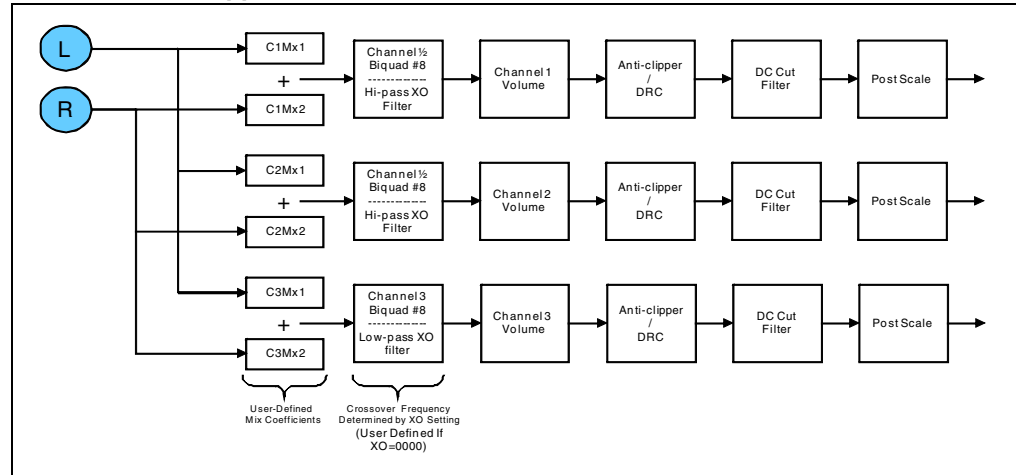 L
R
C1Mx1
+
C1Mx2
Channel ½
Biquad #8
--------------
Hi-pass XO
Filter
Channel 1
Volume
Anti-clipper
/
DRC
DC Cut
Filter
Post Scale
C2Mx1
+
C2Mx2
Channel ½
Biquad #8
--------------
Hi-pass XO
Filter
Channel 2
Volume
Anti-clipper
/
DRC
DC Cut
Filter
Post Scale
C3Mx1
+
C3Mx2
Channel 3
Biquad #8
--------------
Low-pass XO
filter
Channel 3
Volume
Anti-clipper
/
DRC
DC Cut
Filter
Post Scale
User-Defined
Mix Coefficients
Crossover Frequency
Determined by XO Setting
(User Defined If
XO=0000)